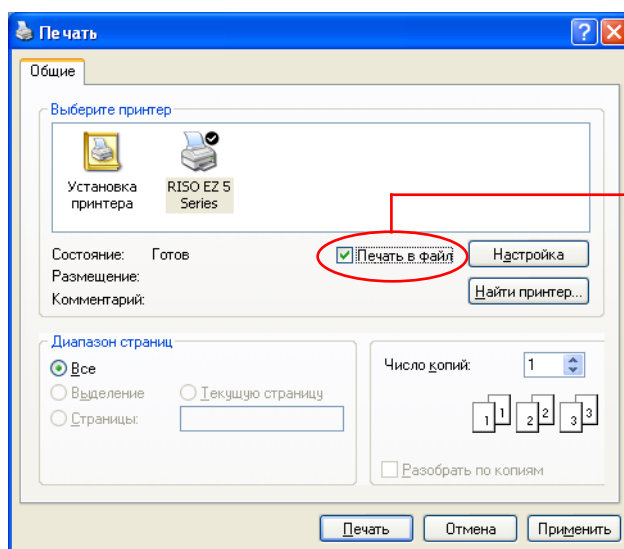 Печать
Общие
Выберите принтер
Установка принтера
RISO EZ 5 Series
Состояние: Готов
Размещение:
Комментарий:
Печать в файл
Настройка
Найти принтер...
Диапазон страниц
Все
Выделение
Текущую страницу
Страницы:
Число копий: 1
1 1 2 2 3 3
Разобрать по копиям
Печать
Отмена
Применить